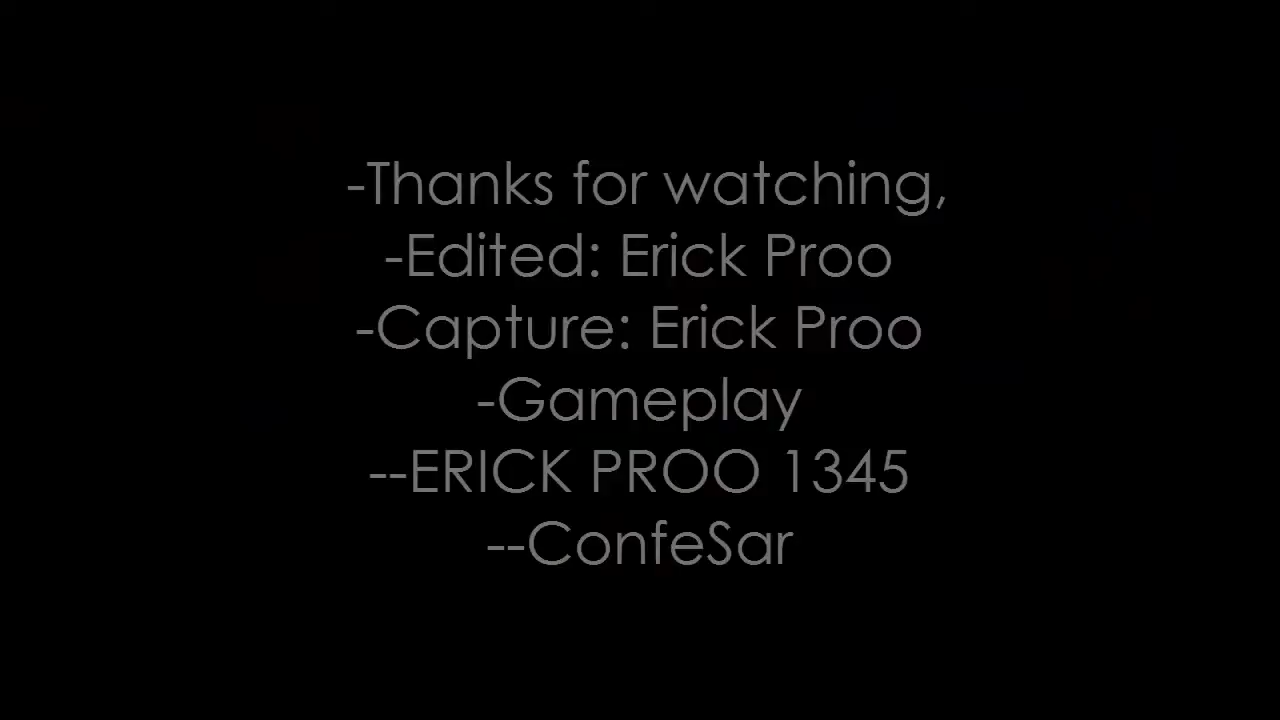 -Thanks for watching,
-Edited: Erick Proo
-Capture: Erick Proo
-Gameplay
--ERICK PROO 1345
--ConfeSar